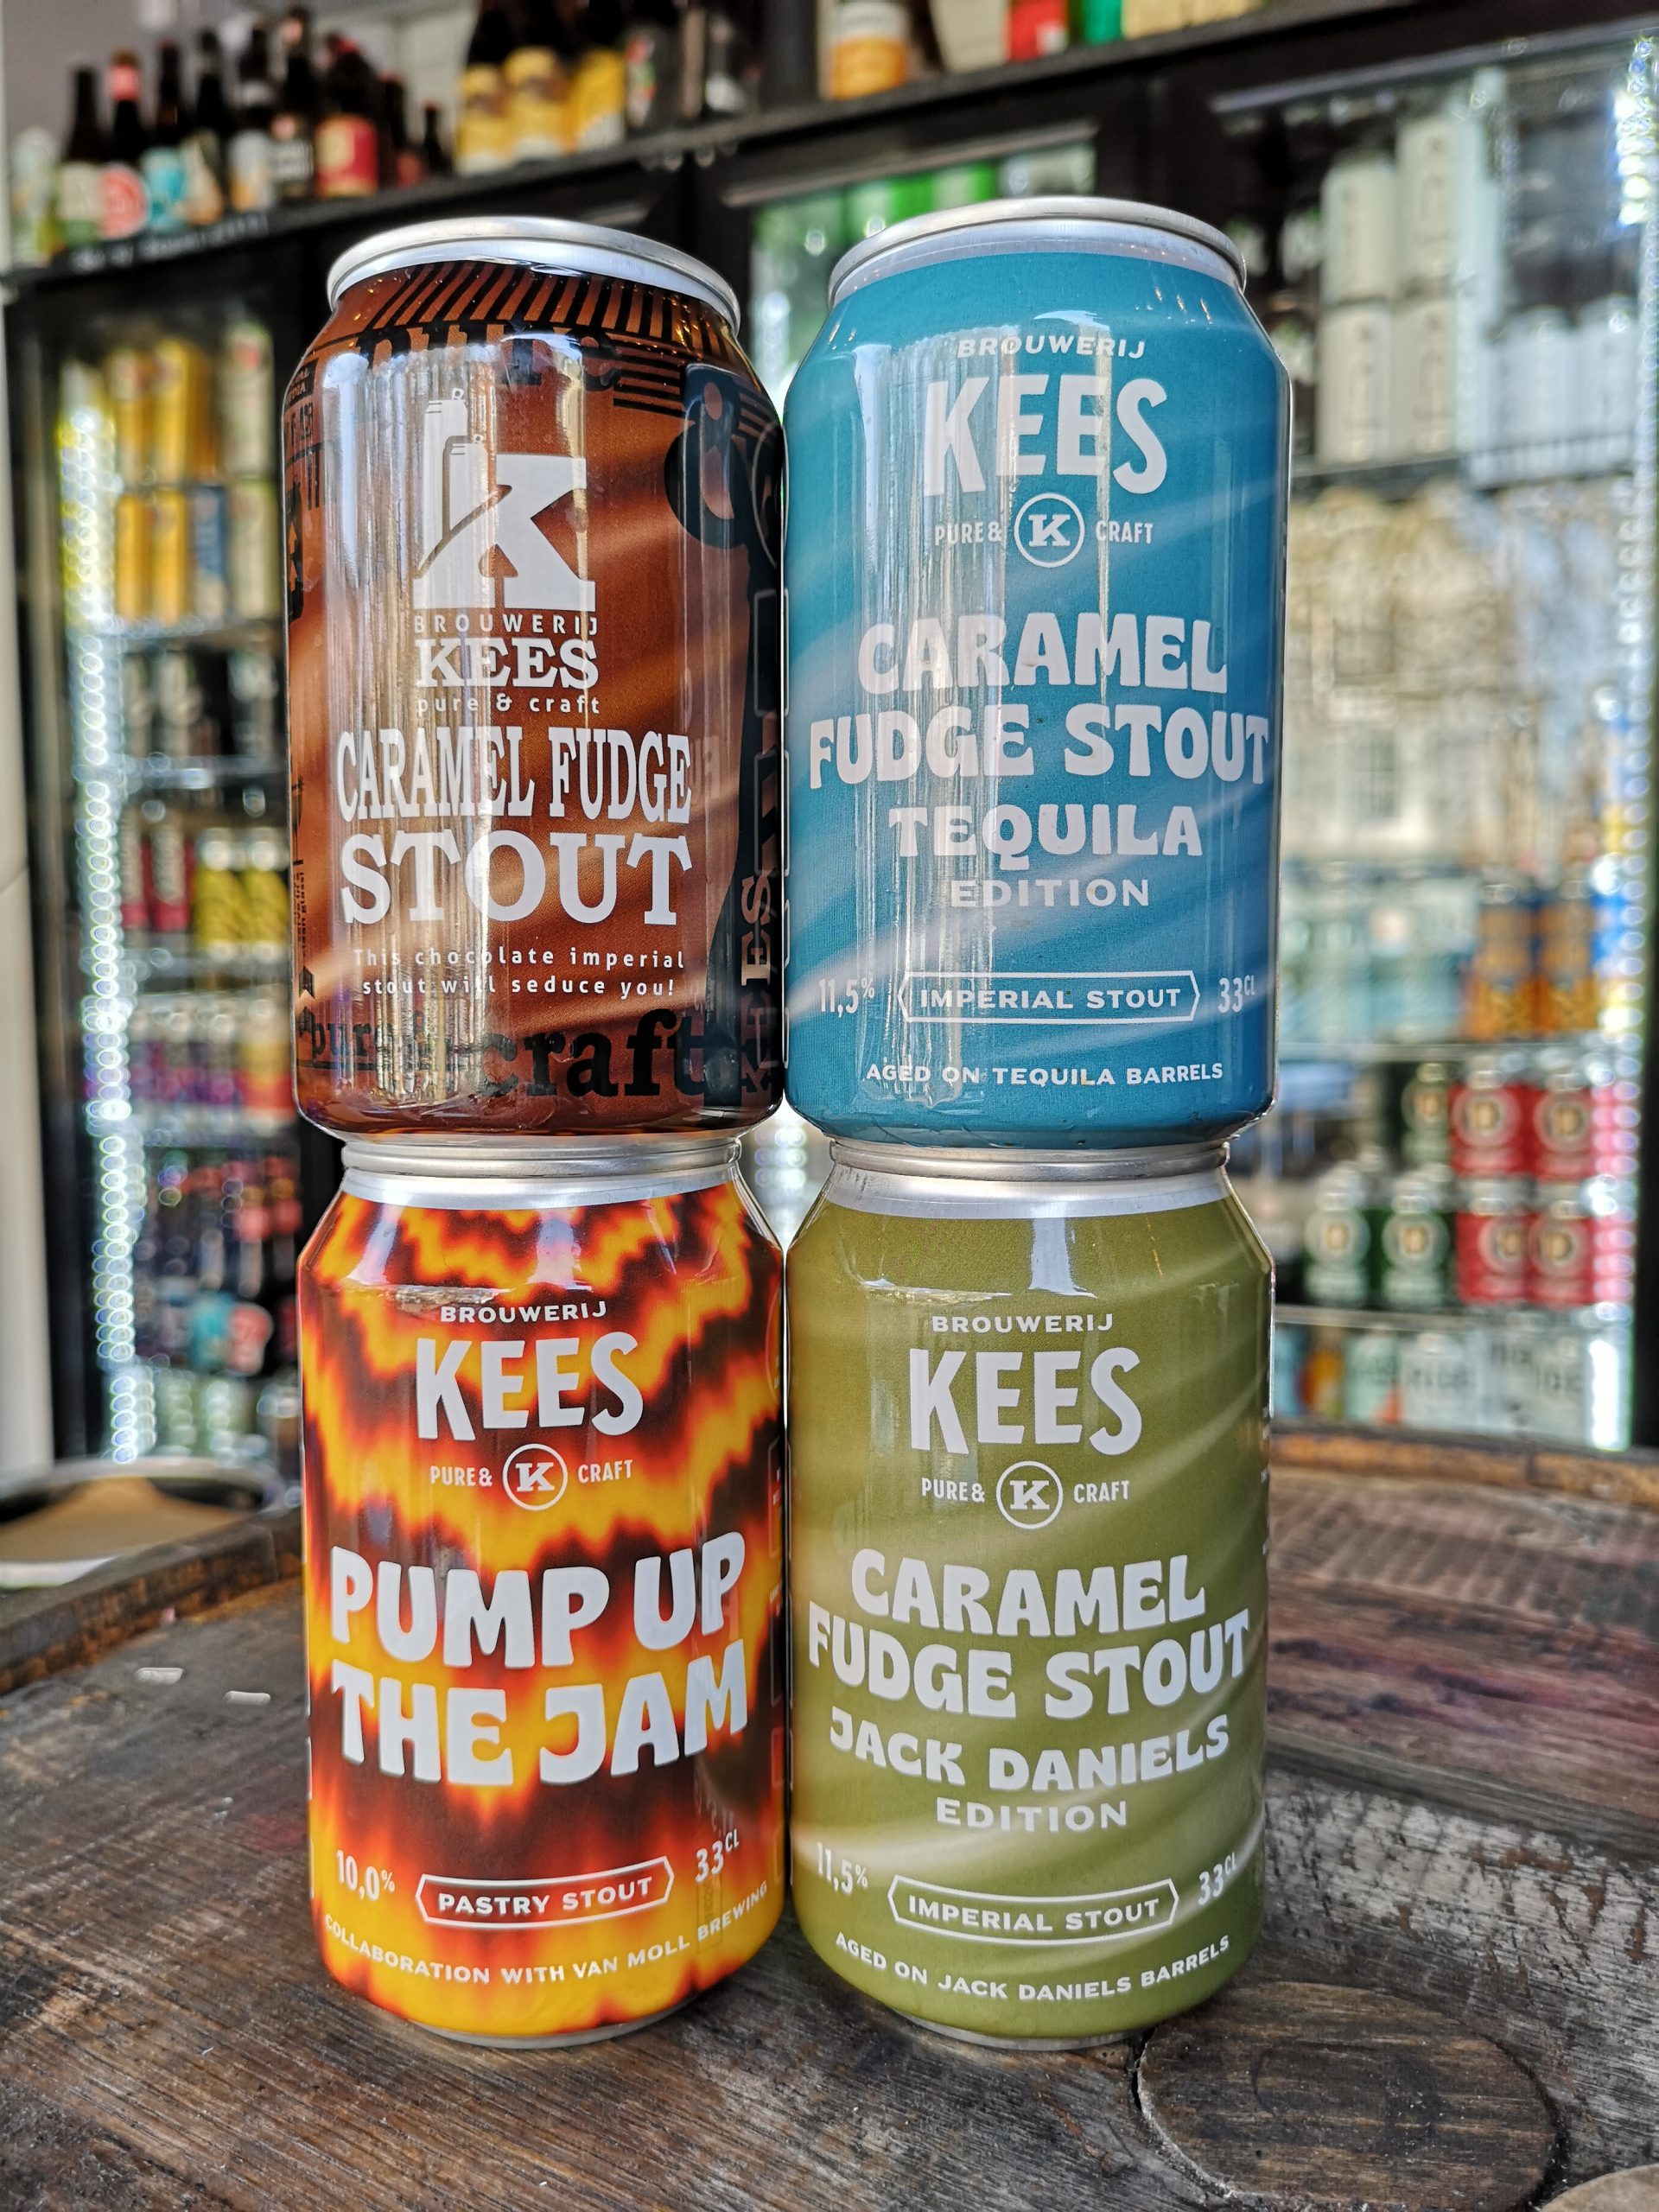 BROUWERIJ
KEES
pure & craft
CARAMEL FUDGE
STOUT
This chocolate imperial
stout will seduce you!
craft
BROUWERIJ
KEES
PURE & K CRAFT
CARAMEL
FUDGE STOUT
TEQUILA
EDITION
11,5% IMPERIAL STOUT 33CL
AGED ON TEQUILA BARRELS
BROUWERIJ
KEES
PURE & K CRAFT
PUMP UP
THE JAM
10,0% PASTRY STOUT 33CL
COLLABORATION WITH VAN MOLL BREWING
BROUWERIJ
KEES
PURE & K CRAFT
CARAMEL
FUDGE STOUT
JACK DANIELS
EDITION
11,5% IMPERIAL STOUT 33CL
AGED ON JACK DANIELS BARRELS